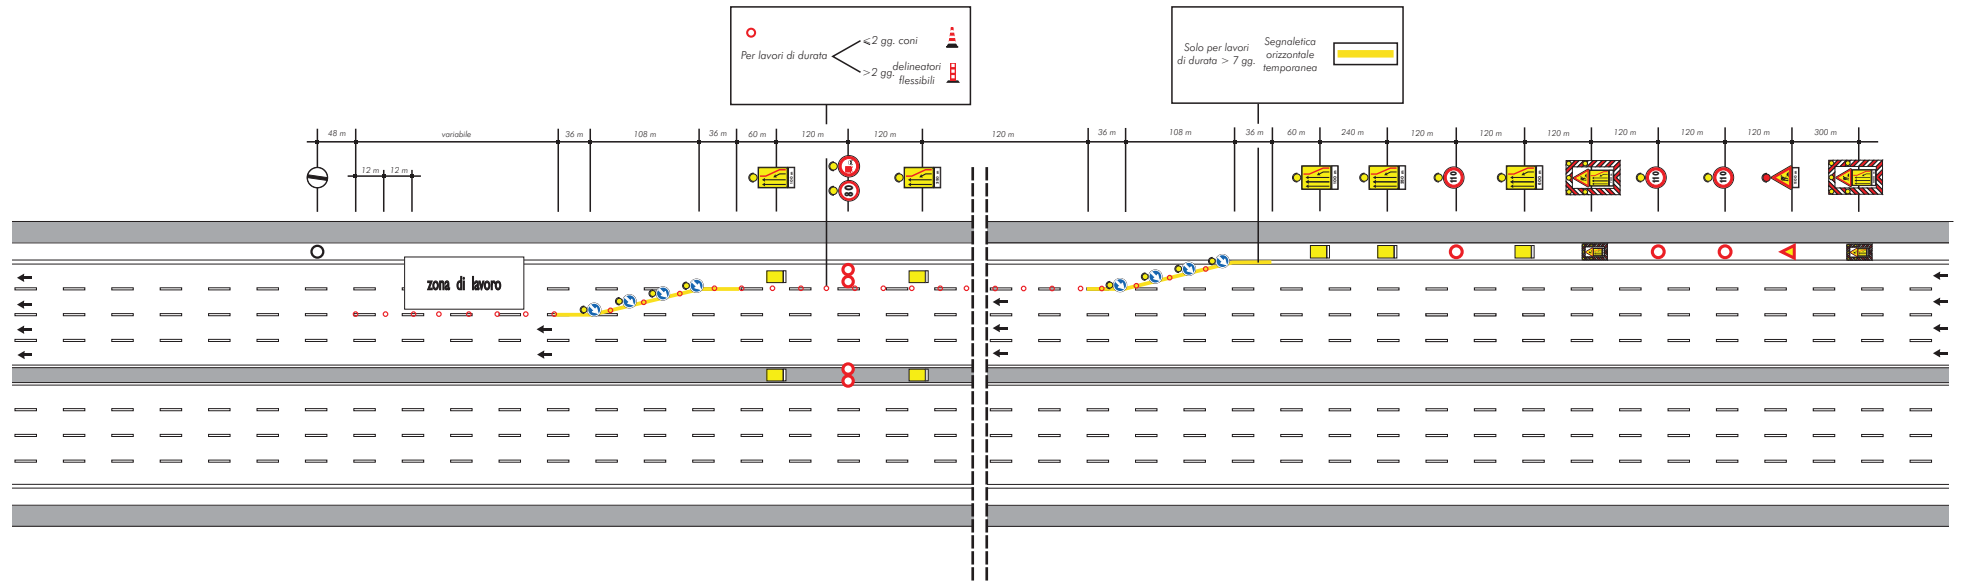 Per lavori di durata
⩽2 gg. coni
>2 gg. delineatori
flessibili
Solo per lavori
di durata > 7 gg.
Segnaletica
orizzontale
temporanea
48 m
variabile
36 m
108 m
36 m
60 m
120 m
120 m
120 m
36 m
108 m
36 m
60 m
240 m
120 m
120 m
120 m
120 m
120 m
120 m
300 m
12 m
12 m
80
110
110
110
zona di lavoro